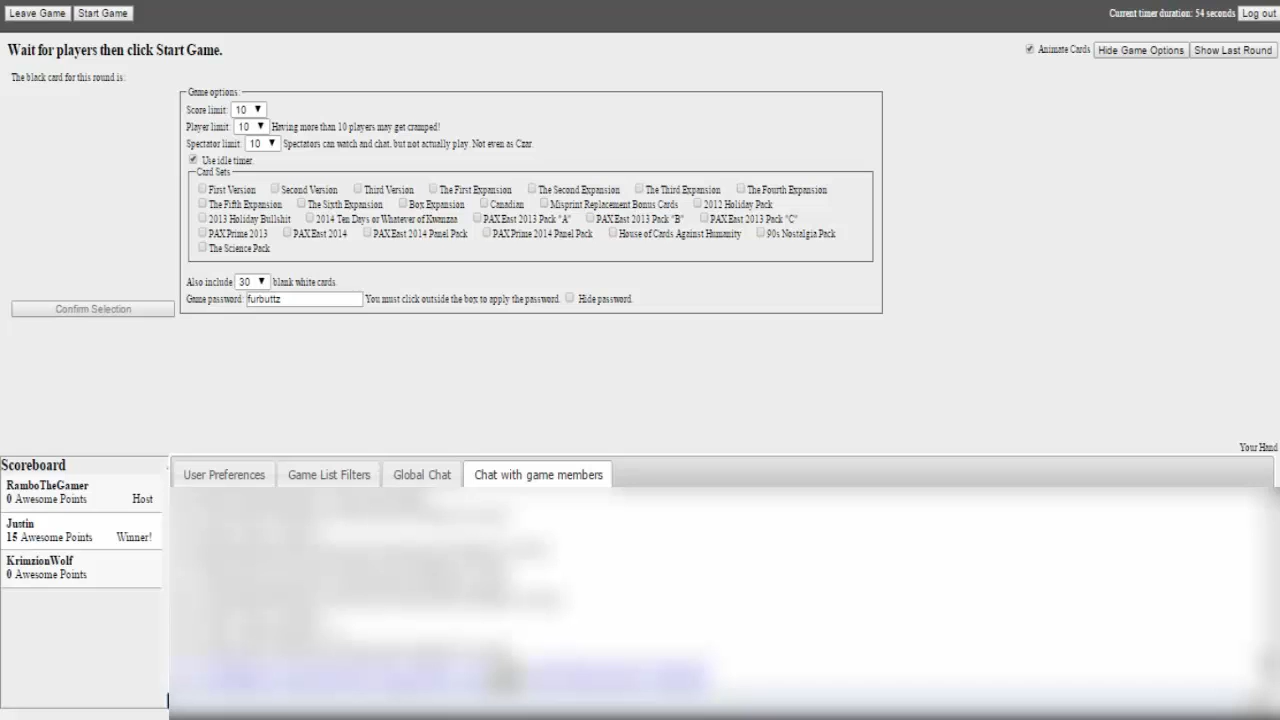 Leave Game Start Game Current timer duration: 54 seconds Log out
Wait for players then click Start Game. Animate Cards Hide Game Options Show Last Round
The black card for this round is:
Game options:
Score limit: 10
Player limit: 10 Having more than 10 players may get cramped!
Spectator limit: 10 Spectators can watch and chat, but not actually play. Not even as Czar.
Use idle timer.
Card Sets
First Version Second Version Third Version The First Expansion The Second Expansion The Third Expansion The Fourth Expansion
The Fifth Expansion The Sixth Expansion Box Expansion Canadian Misprint Replacement Bonus Cards 2012 Holiday Pack
2013 Holiday Bullshit 2014 Ten Days or Whatever of Kwanzaa PAX East 2013 Pack "A" PAX East 2013 Pack "B" PAX East 2013 Pack "C"
PAX Prime 2013 PAX East 2014 PAX East 2014 Panel Pack PAX Prime 2014 Panel Pack House of Cards Against Humanity 90s Nostalgia Pack
The Science Pack
Also include 30 blank white cards.
Game password: furbuttz You must click outside the box to apply the password. Hide password.
Confirm Selection
Your Hand
Scoreboard
RamboTheGamer
0 Awesome Points Host
Justin
15 Awesome Points Winner!
KrimzionWolf
0 Awesome Points
User Preferences Game List Filters Global Chat Chat with game members